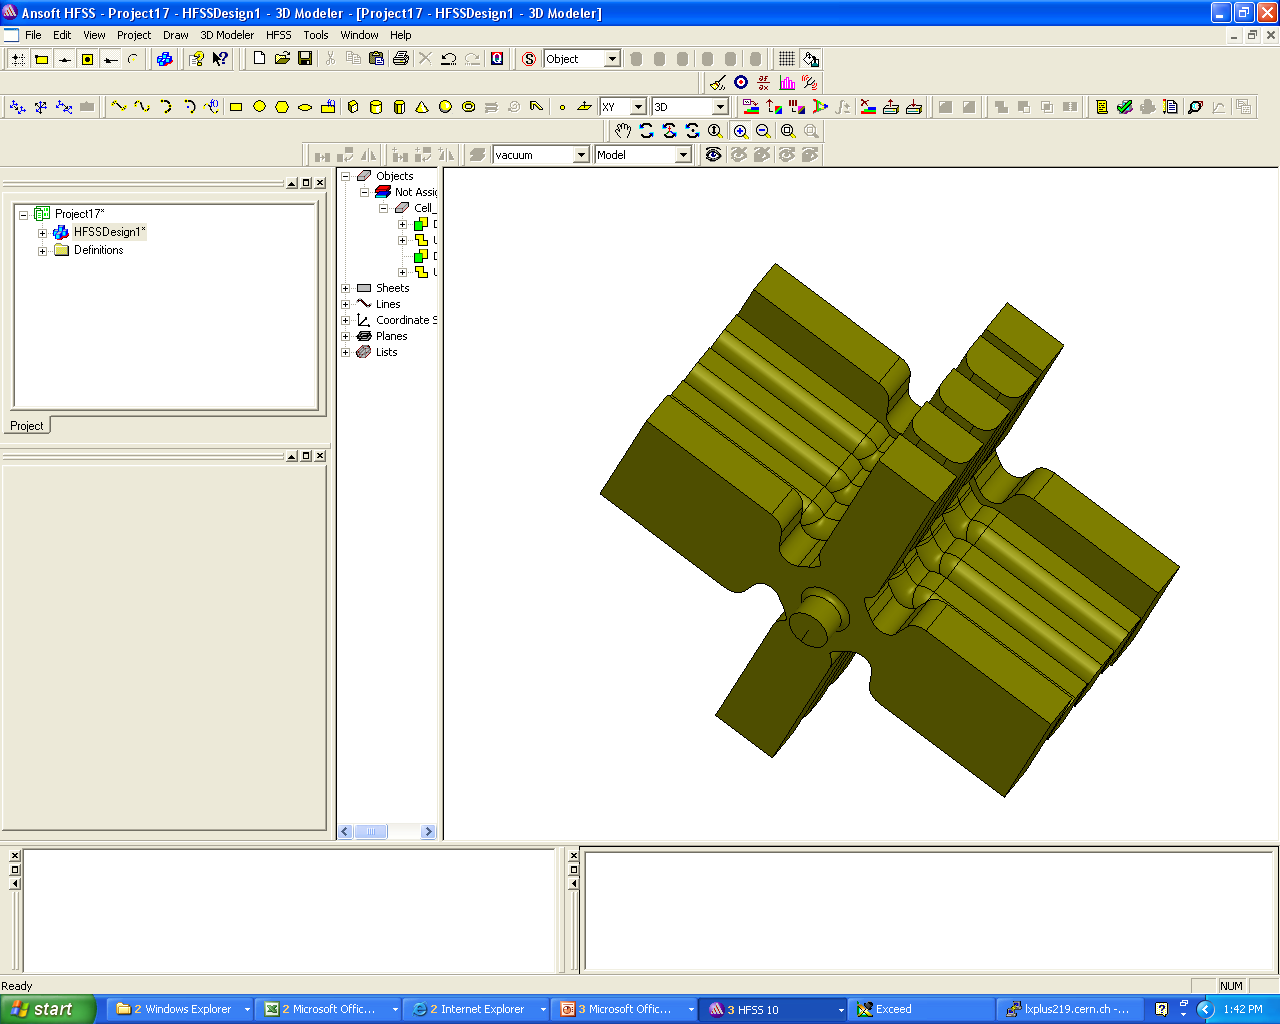 Ansoft HFSS - Project17 - HFSSDesign1 - 3D Modeler - [Project17 - HFSSDesign1 - 3D Modeler]
File Edit View Project Draw 3D Modeler HFSS Tools Window Help
Object
XY 3D
vacuum Model
Project17*
HFSSDesign1*
Definitions
Project
Objects
Not Assig
Cell_
Sheets
Lines
Coordinate S
Planes
Lists
Ready
NUM
start
2 Windows Explorer
2 Microsoft Offic...
2 Internet Explorer
3 Microsoft Offic...
3 HFSS 10
Exceed
lxplus219.cern.ch -...
1:42 PM